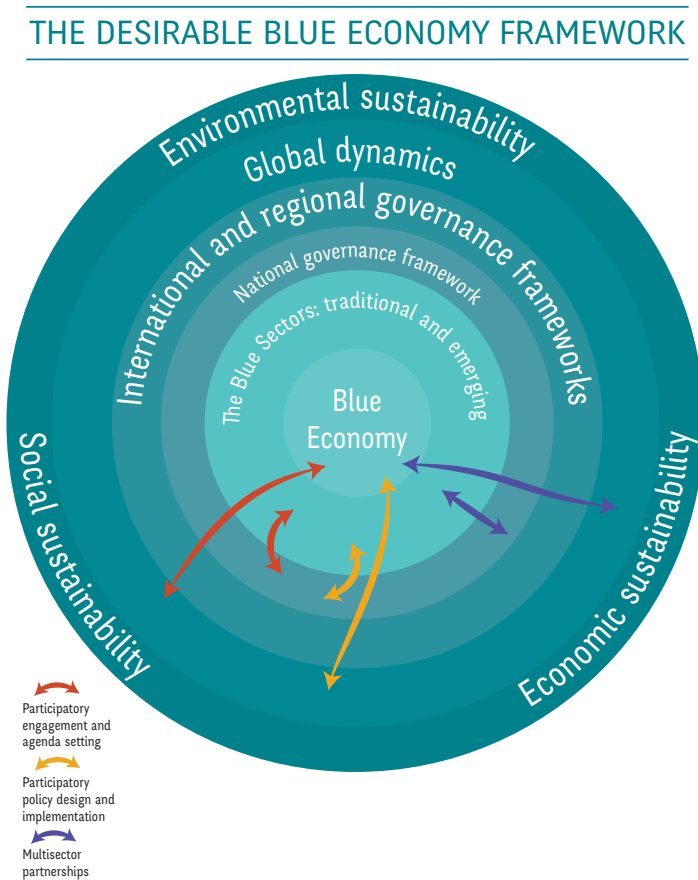 THE DESIRABLE BLUE ECONOMY FRAMEWORK
Environmental sustainability
Global dynamics
International and regional governance frameworks
National governance framework
The Blue Sectors: traditional and emerging
Blue
Economy
Social sustainability
Economic sustainability
Participatory
engagement and
agenda setting
Participatory
policy design and
implementation
Multisector
partnerships